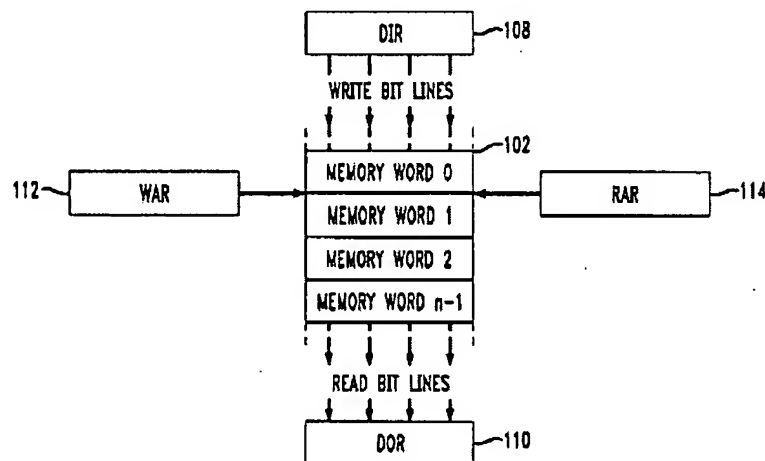 DIR
108
WRITE BIT LINES
102
MEMORY WORD 0
112
WAR
RAR
114
MEMORY WORD 1
MEMORY WORD 2
MEMORY WORD n-1
READ BIT LINES
DOR
110